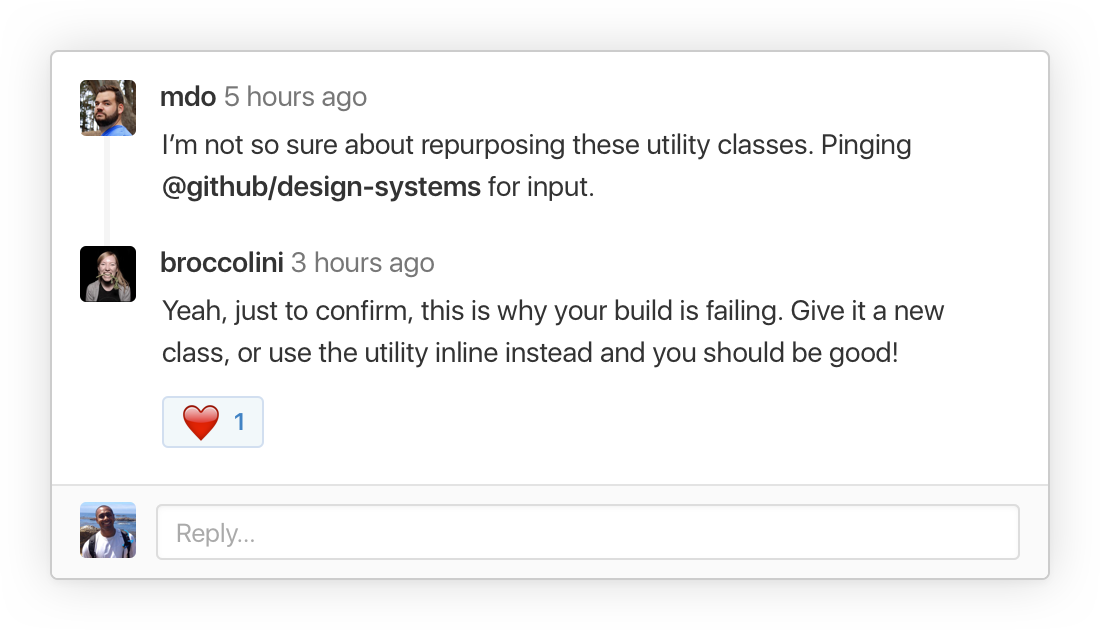 mdo 5 hours ago
I’m not so sure about repurposing these utility classes. Pinging
@github/design-systems for input.
broccolini 3 hours ago
Yeah, just to confirm, this is why your build is failing. Give it a new
class, or use the utility inline instead and you should be good!
❤️ 1
Reply...